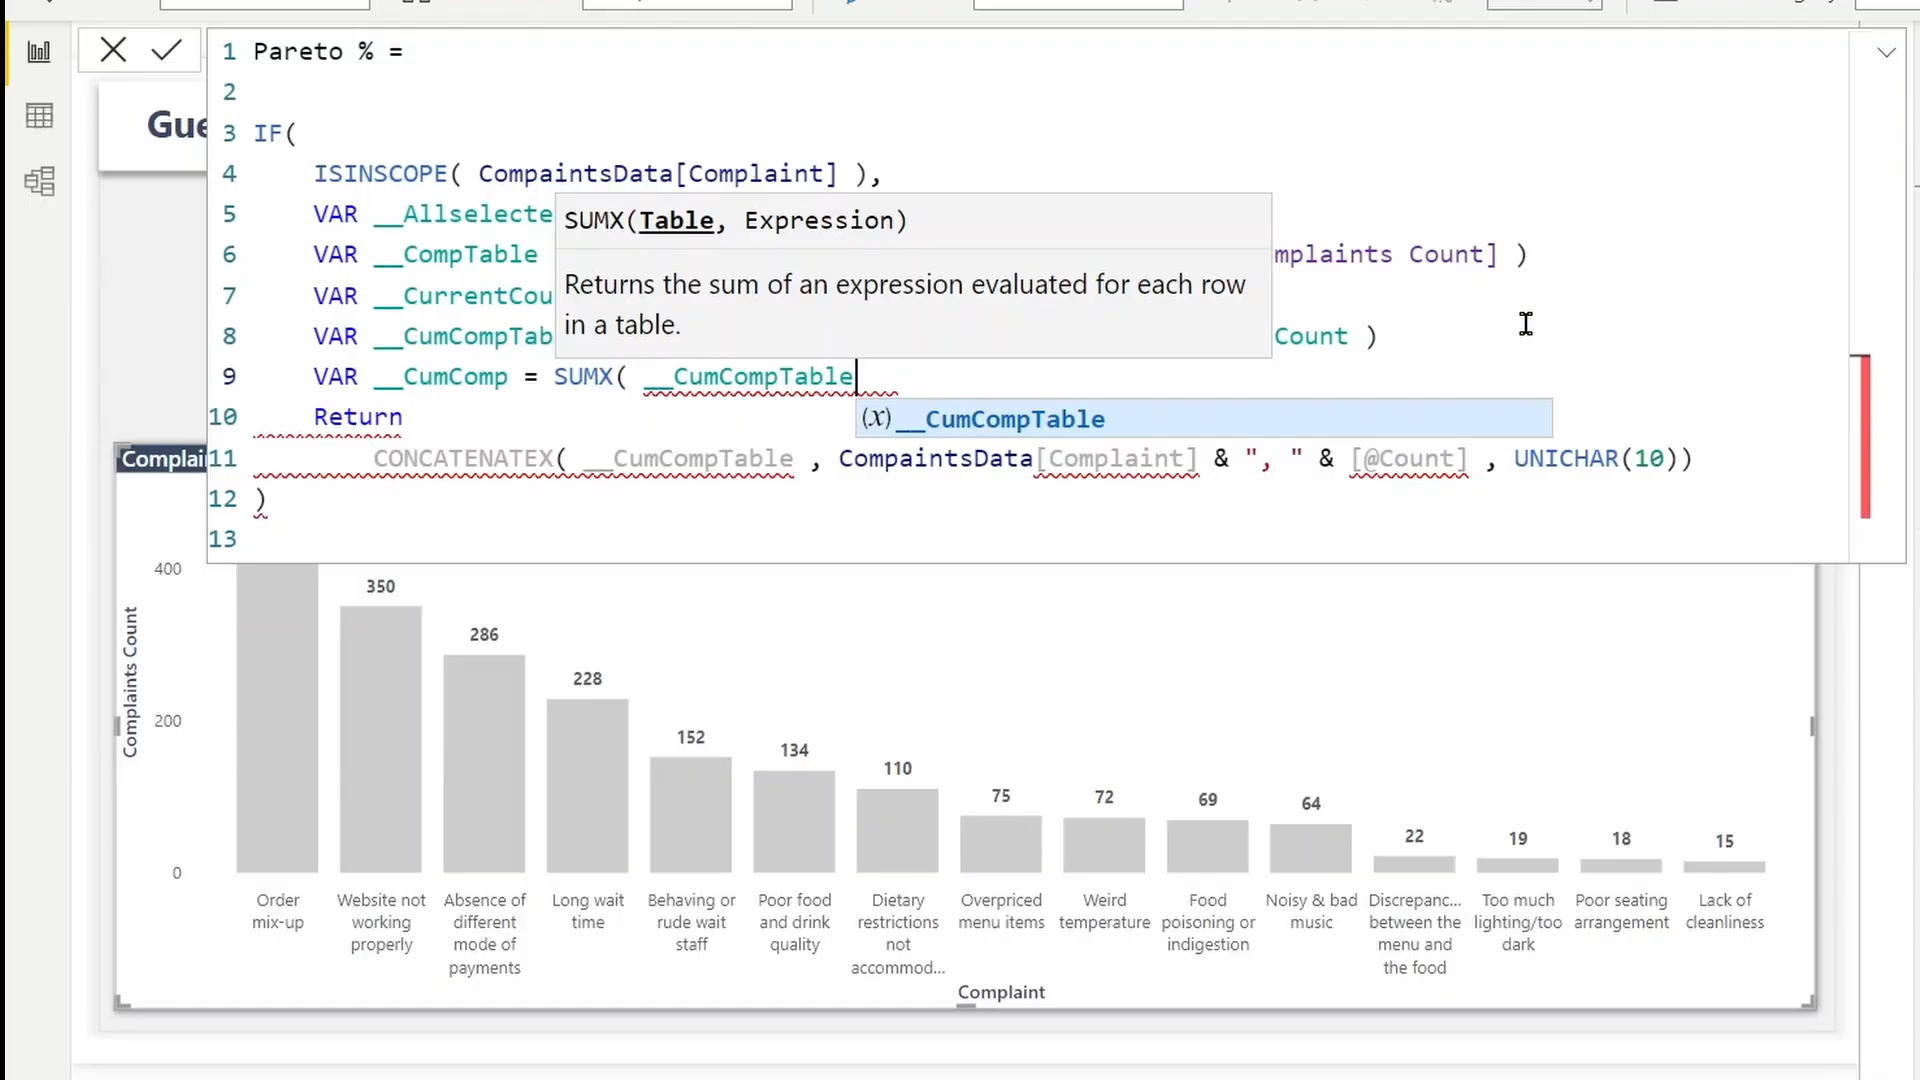 1 Pareto % =
2
3 IF(
4 ISINSCOPE( CompaintsData[Complaint] ),
5 VAR __Allselecte
6 VAR __CompTable mplaints Count] )
7 VAR __CurrentCou
8 VAR __CumCompTab Count )
9 VAR __CumComp = SUMX( __CumCompTable
10 Return
11 CONCATENATEX( __CumCompTable , CompaintsData[Complaint] & ", " & [@Count] , UNICHAR(10))
12 )
13
SUMX(Table, Expression)
Returns the sum of an expression evaluated for each row
in a table.
(x) __CumCompTable
Gue
Complai
Complaints Count
400
200
0
350
286
228
152
134
110
75
72
69
64
22
19
18
15
Order
mix-up
Website not
working
properly
Absence of
different
mode of
payments
Long wait
time
Behaving or
rude wait
staff
Poor food
and drink
quality
Dietary
restrictions
not
accommod...
Overpriced
menu items
Weird
temperature
Food
poisoning or
indigestion
Noisy & bad
music
Discrepanc...
between the
menu and
the food
Too much
lighting/too
dark
Poor seating
arrangement
Lack of
cleanliness
Complaint